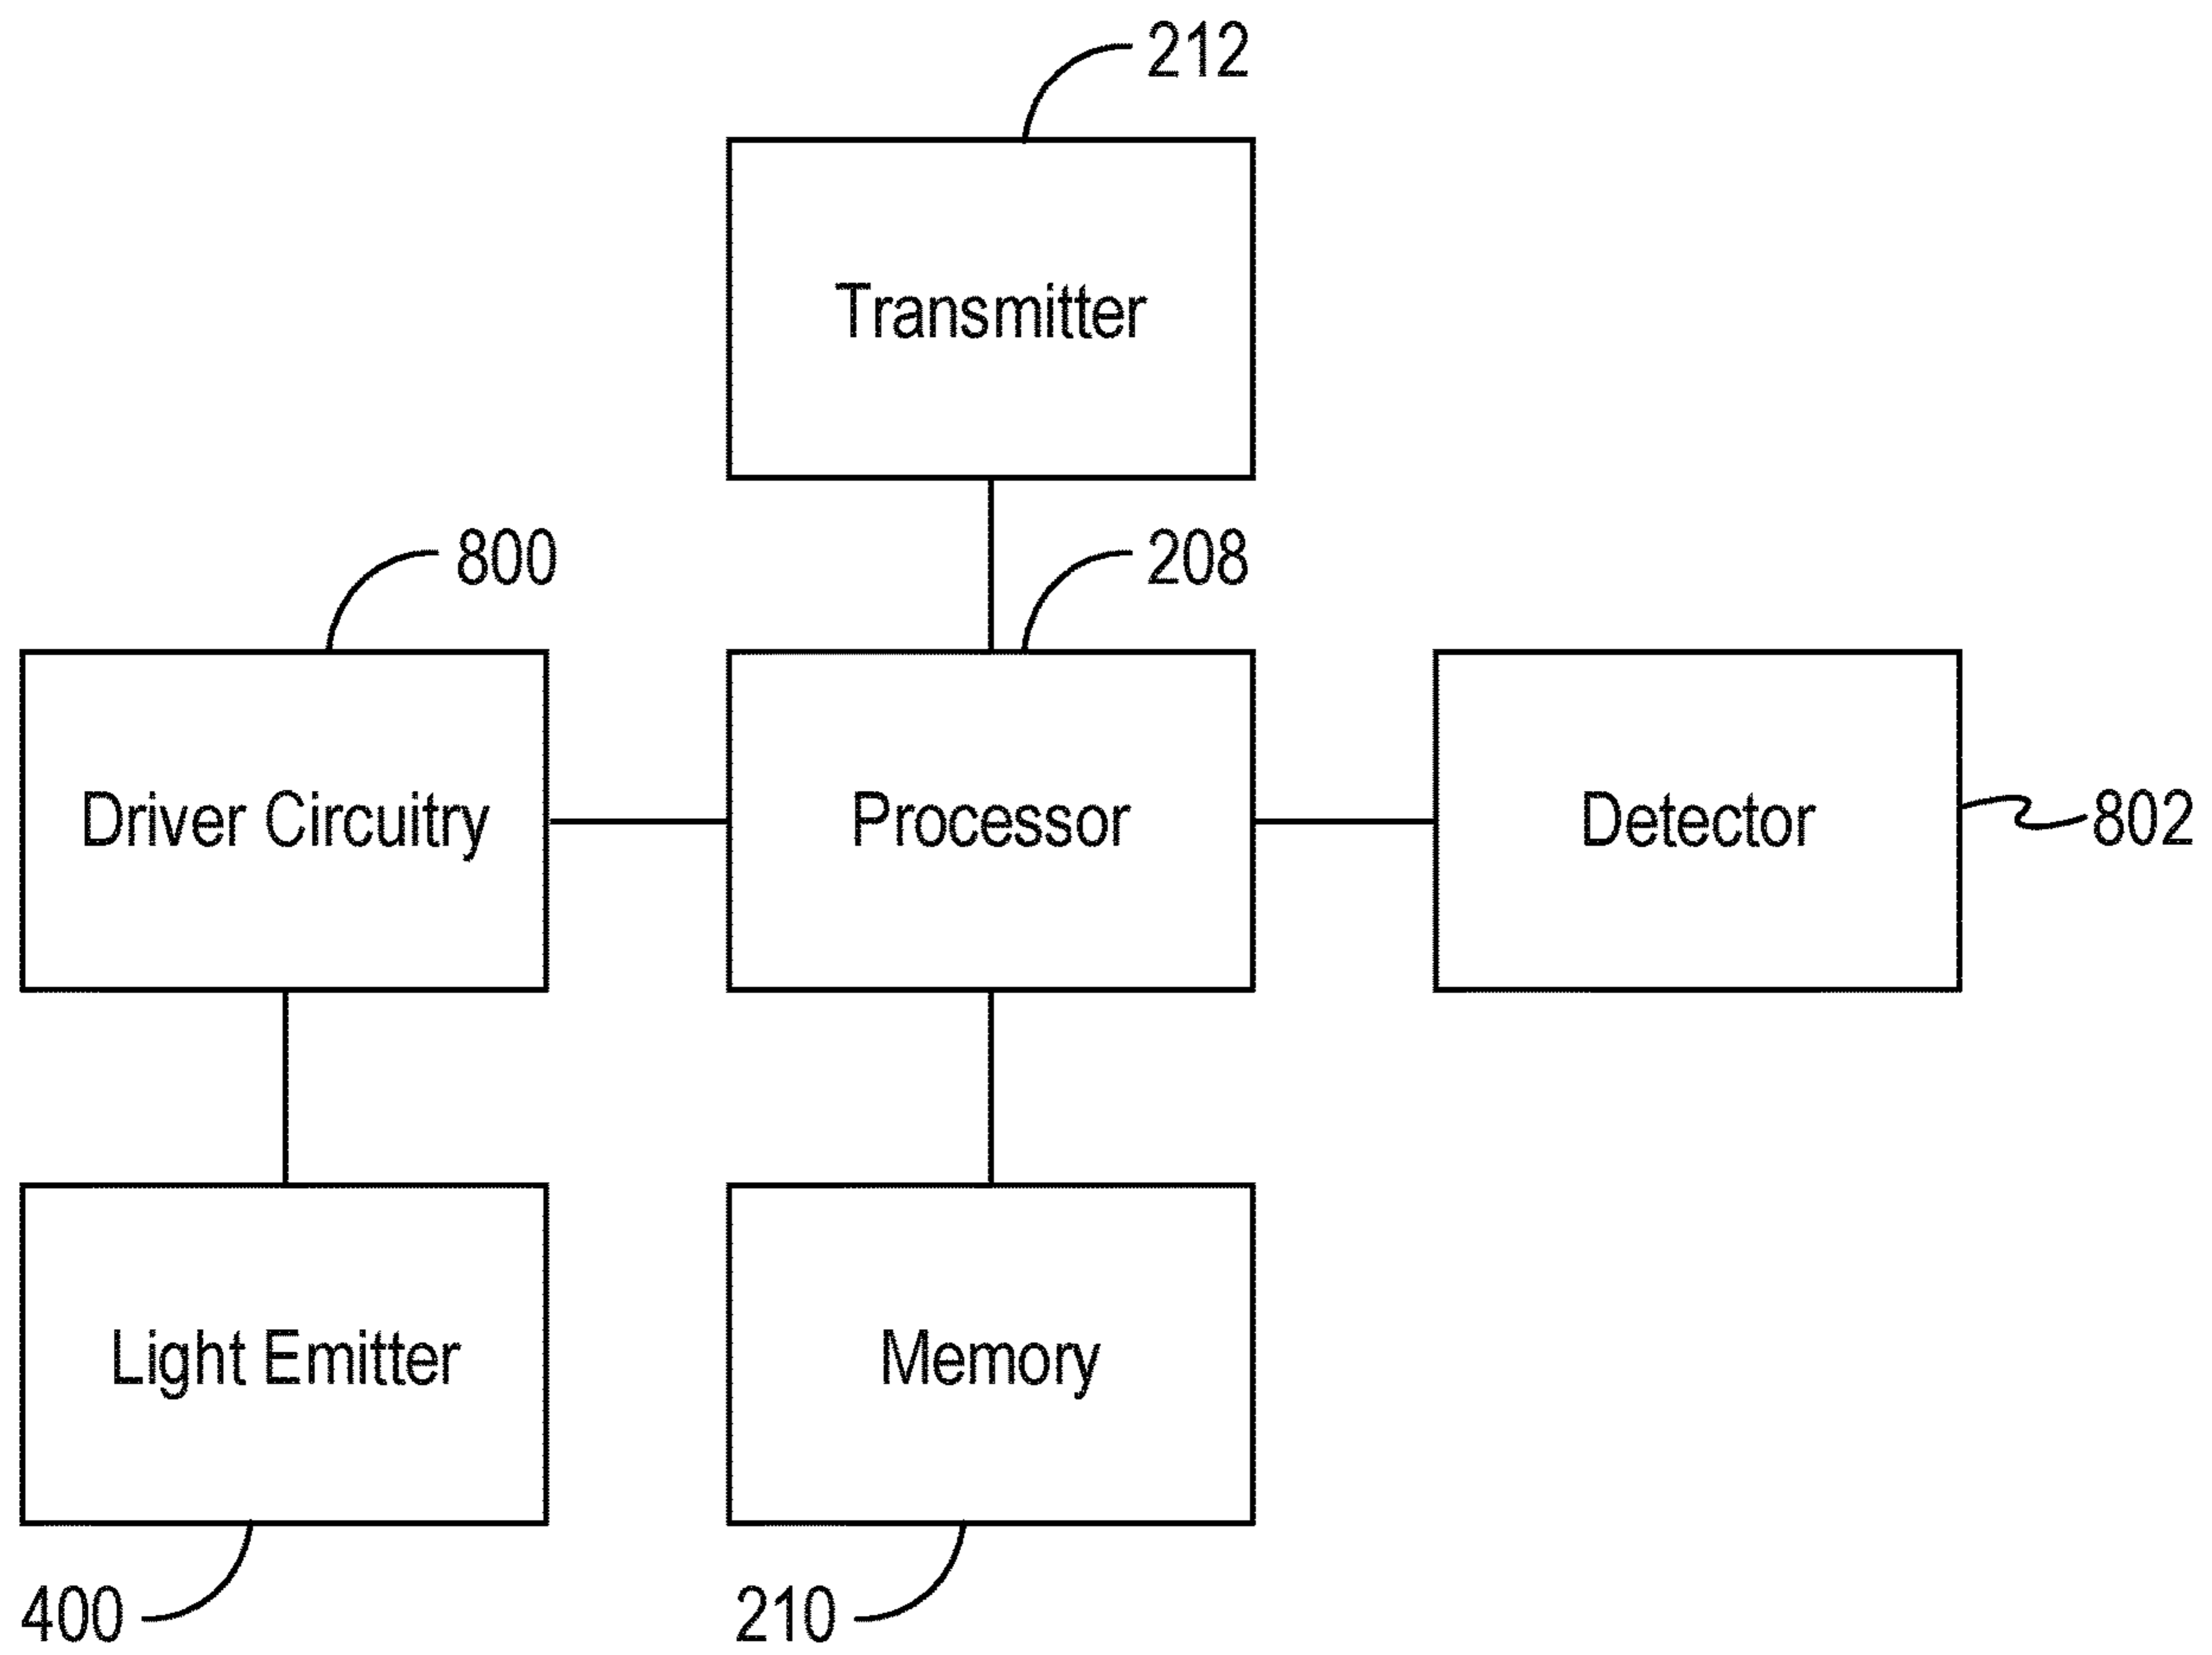 212
Transmitter
800
208
Driver Circuitry
Processor
Detector
802
Light Emitter
Memory
400
210